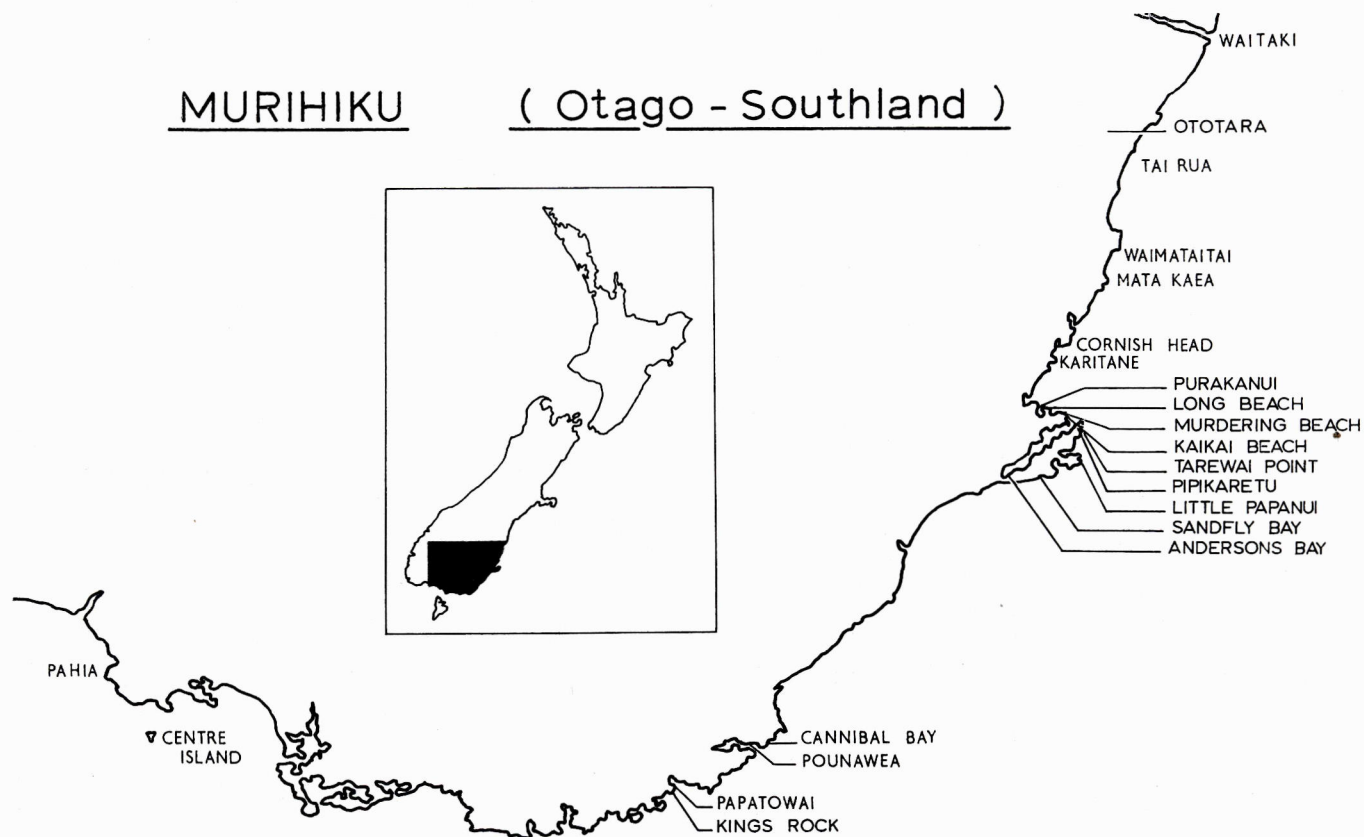 WAITAKI
MURIHIKU ( Otago - Southland )
OTOTARA
TAI RUA
WAIMATAITAI
MATA KAEA
CORNISH HEAD
KARITANE
PURAKANUI
LONG BEACH
MURDERING BEACH
KAIKAI BEACH
TAREWAI POINT
PIPIKARETU
LITTLE PAPANUI
SANDFLY BAY
ANDERSONS BAY
PAHIA
CENTRE
ISLAND
CANNIBAL BAY
POUNAWEA
PAPATOWAI
KINGS ROCK